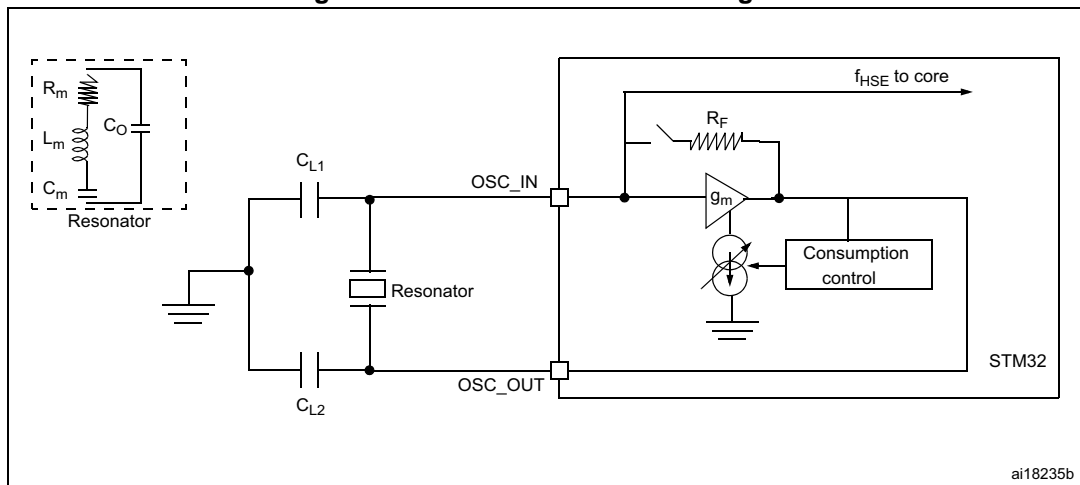 R_m
L_m
C_O
C_m
Resonator
C_L1
C_L2
Resonator
OSC_IN
OSC_OUT
f_HSE to core
R_F
g_m
Consumption
control
STM32
ai18235b